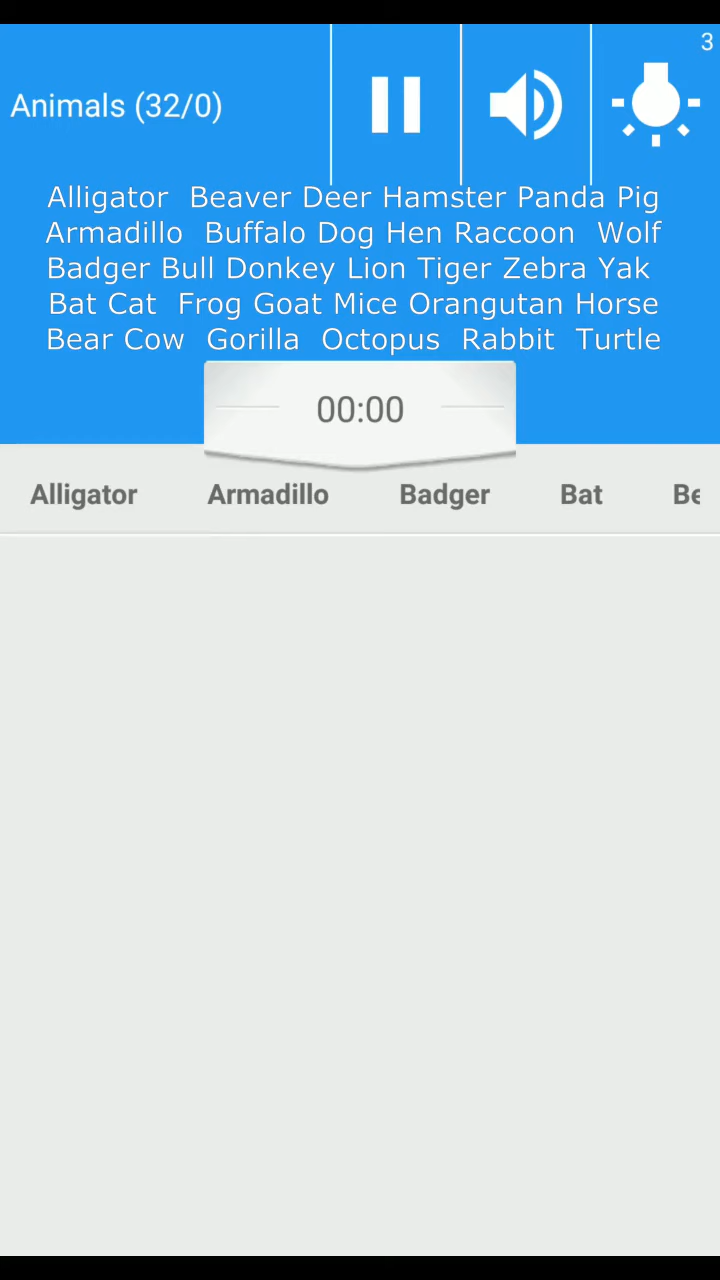 3
Animals (32/0)
Alligator Beaver Deer Hamster Panda Pig
Armadillo Buffalo Dog Hen Raccoon Wolf
Badger Bull Donkey Lion Tiger Zebra Yak
Bat Cat Frog Goat Mice Orangutan Horse
Bear Cow Gorilla Octopus Rabbit Turtle
00:00
Alligator Armadillo Badger Bat Be